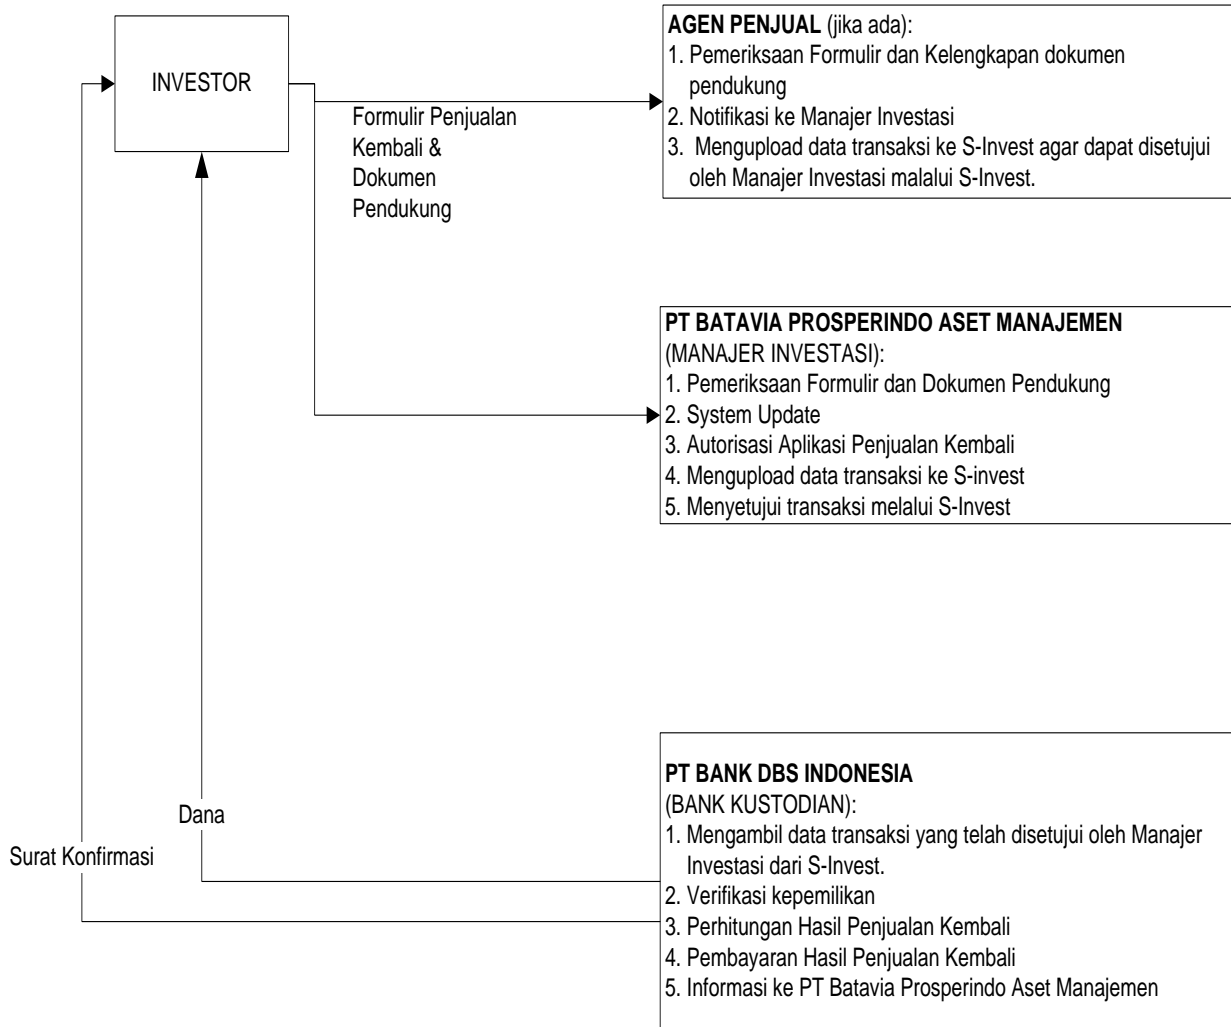 INVESTOR
Formulir Penjualan
Kembali &
Dokumen
Pendukung
AGEN PENJUAL (jika ada):
1. Pemeriksaan Formulir dan Kelengkapan dokumen
pendukung
2. Notifikasi ke Manajer Investasi
3. Mengupload data transaksi ke S-Invest agar dapat disetujui
oleh Manajer Investasi malalui S-Invest.
PT BATAVIA PROSPERINDO ASET MANAJEMEN
(MANAJER INVESTASI):
1. Pemeriksaan Formulir dan Dokumen Pendukung
2. System Update
3. Autorisasi Aplikasi Penjualan Kembali
4. Mengupload data transaksi ke S-invest
5. Menyetujui transaksi melalui S-Invest
Dana
Surat Konfirmasi
PT BANK DBS INDONESIA
(BANK KUSTODIAN):
1. Mengambil data transaksi yang telah disetujui oleh Manajer
Investasi dari S-Invest.
2. Verifikasi kepemilikan
3. Perhitungan Hasil Penjualan Kembali
4. Pembayaran Hasil Penjualan Kembali
5. Informasi ke PT Batavia Prosperindo Aset Manajemen